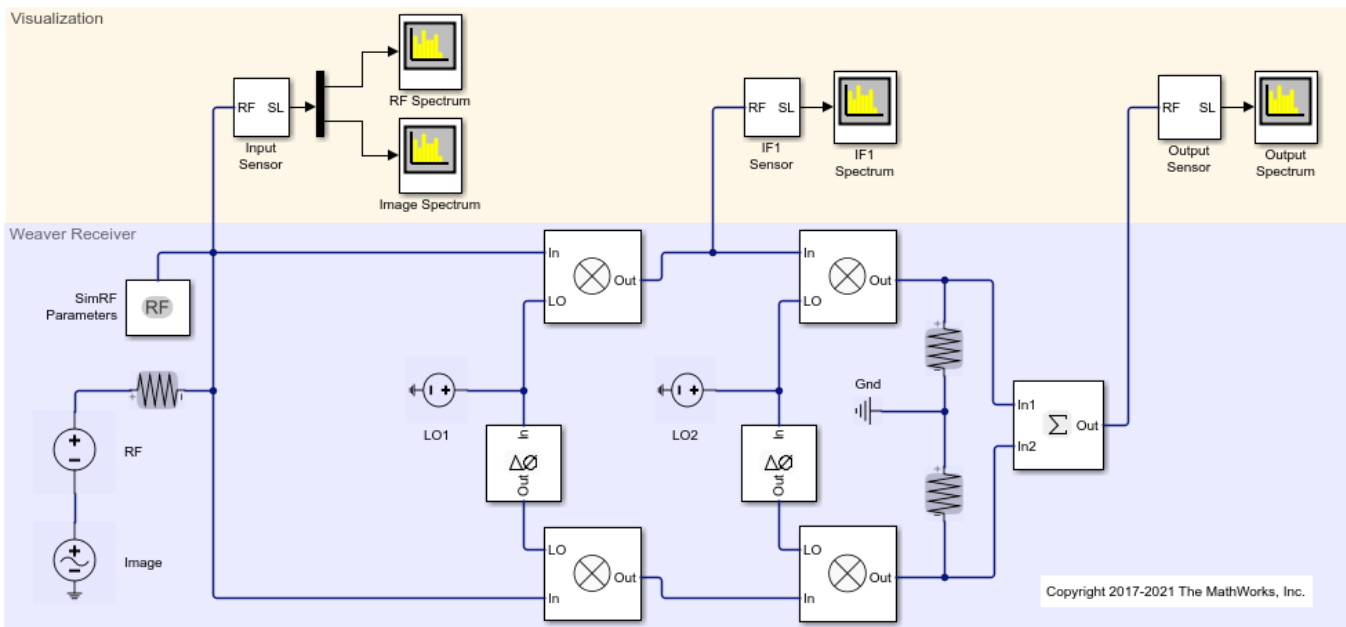 Visualization
RF Spectrum
RF SL
Input
Sensor
Image Spectrum
RF SL
IF1
Sensor
IF1
Spectrum
RF SL
Output
Sensor
Output
Spectrum
Weaver Receiver
SimRF
Parameters
RF
In
LO
Out
In
LO
Out
LO1
LO2
Gnd
In
ΔØ
Out
In
ΔØ
Out
In1
In2
Σ
Out
RF
Image
LO
In
Out
LO
In
Out
+
-
+
-
+
-
Copyright 2017-2021 The MathWorks, Inc.